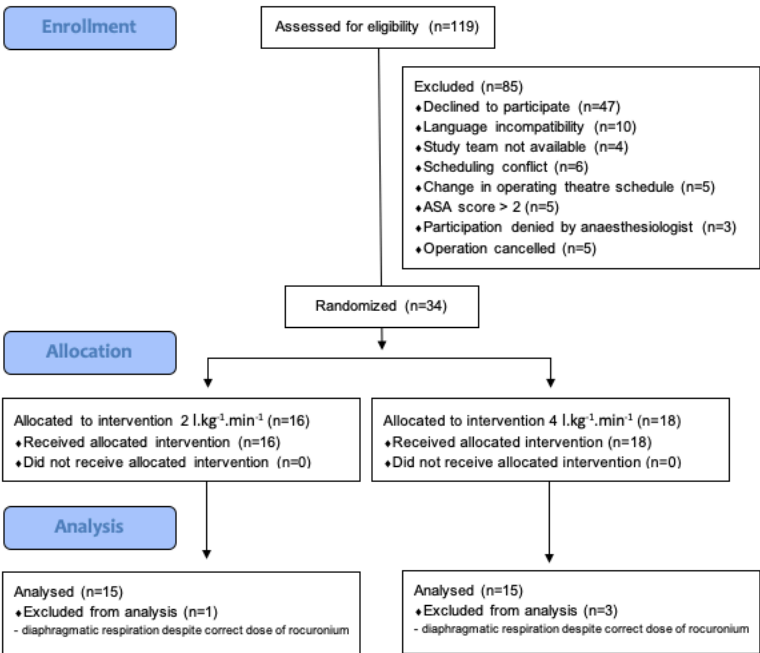 Enrollment
Assessed for eligibility (n=119)
Excluded (n=85)
♦Declined to participate (n=47)
♦Language incompatibility (n=10)
♦Study team not available (n=4)
♦Scheduling conflict (n=6)
♦Change in operating theatre schedule (n=5)
♦ASA score > 2 (n=5)
♦Participation denied by anaesthesiologist (n=3)
♦Operation cancelled (n=5)
Randomized (n=34)
Allocation
Allocated to intervention 2 l.kg⁻¹.min⁻¹ (n=16)
♦Received allocated intervention (n=16)
♦Did not receive allocated intervention (n=0)
Allocated to intervention 4 l.kg⁻¹.min⁻¹ (n=18)
♦Received allocated intervention (n=18)
♦Did not receive allocated intervention (n=0)
Analysis
Analysed (n=15)
♦Excluded from analysis (n=1)
- diaphragmatic respiration despite correct dose of rocuronium
Analysed (n=15)
♦Excluded from analysis (n=3)
- diaphragmatic respiration despite correct dose of rocuronium